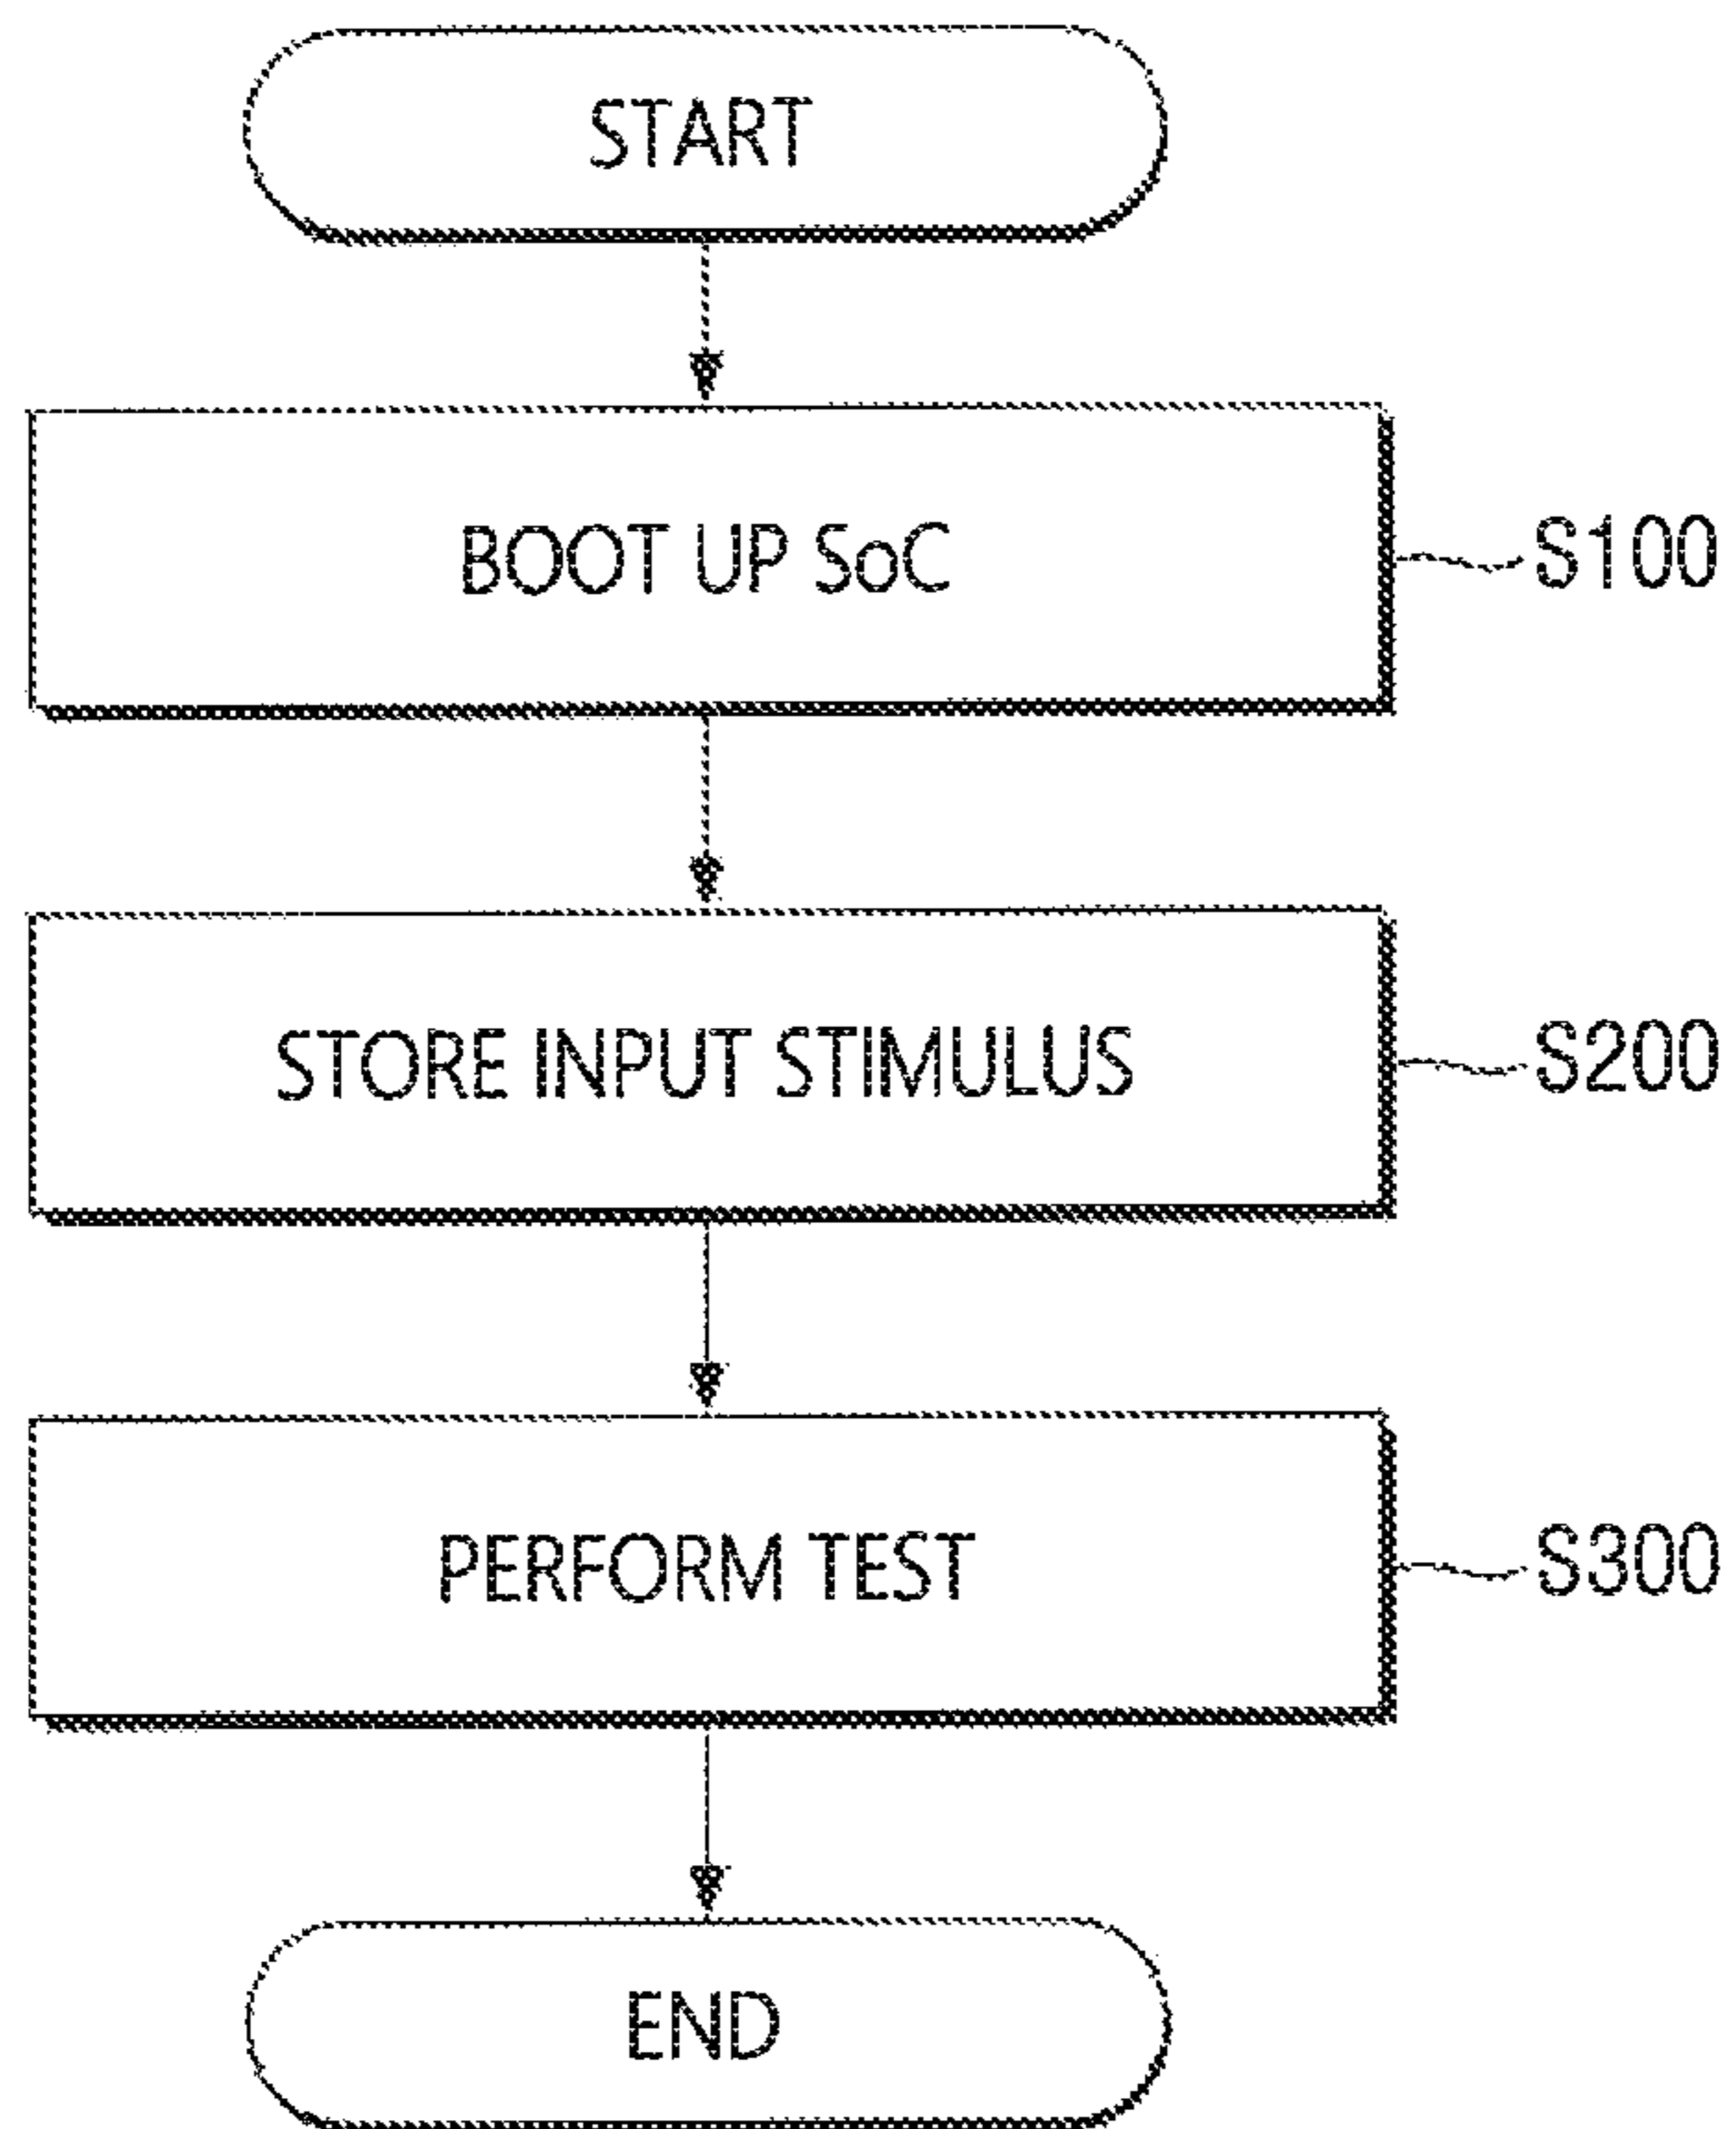 START
BOOT UP SoC
S100
STORE INPUT STIMULUS
S200
PERFORM TEST
S300
END